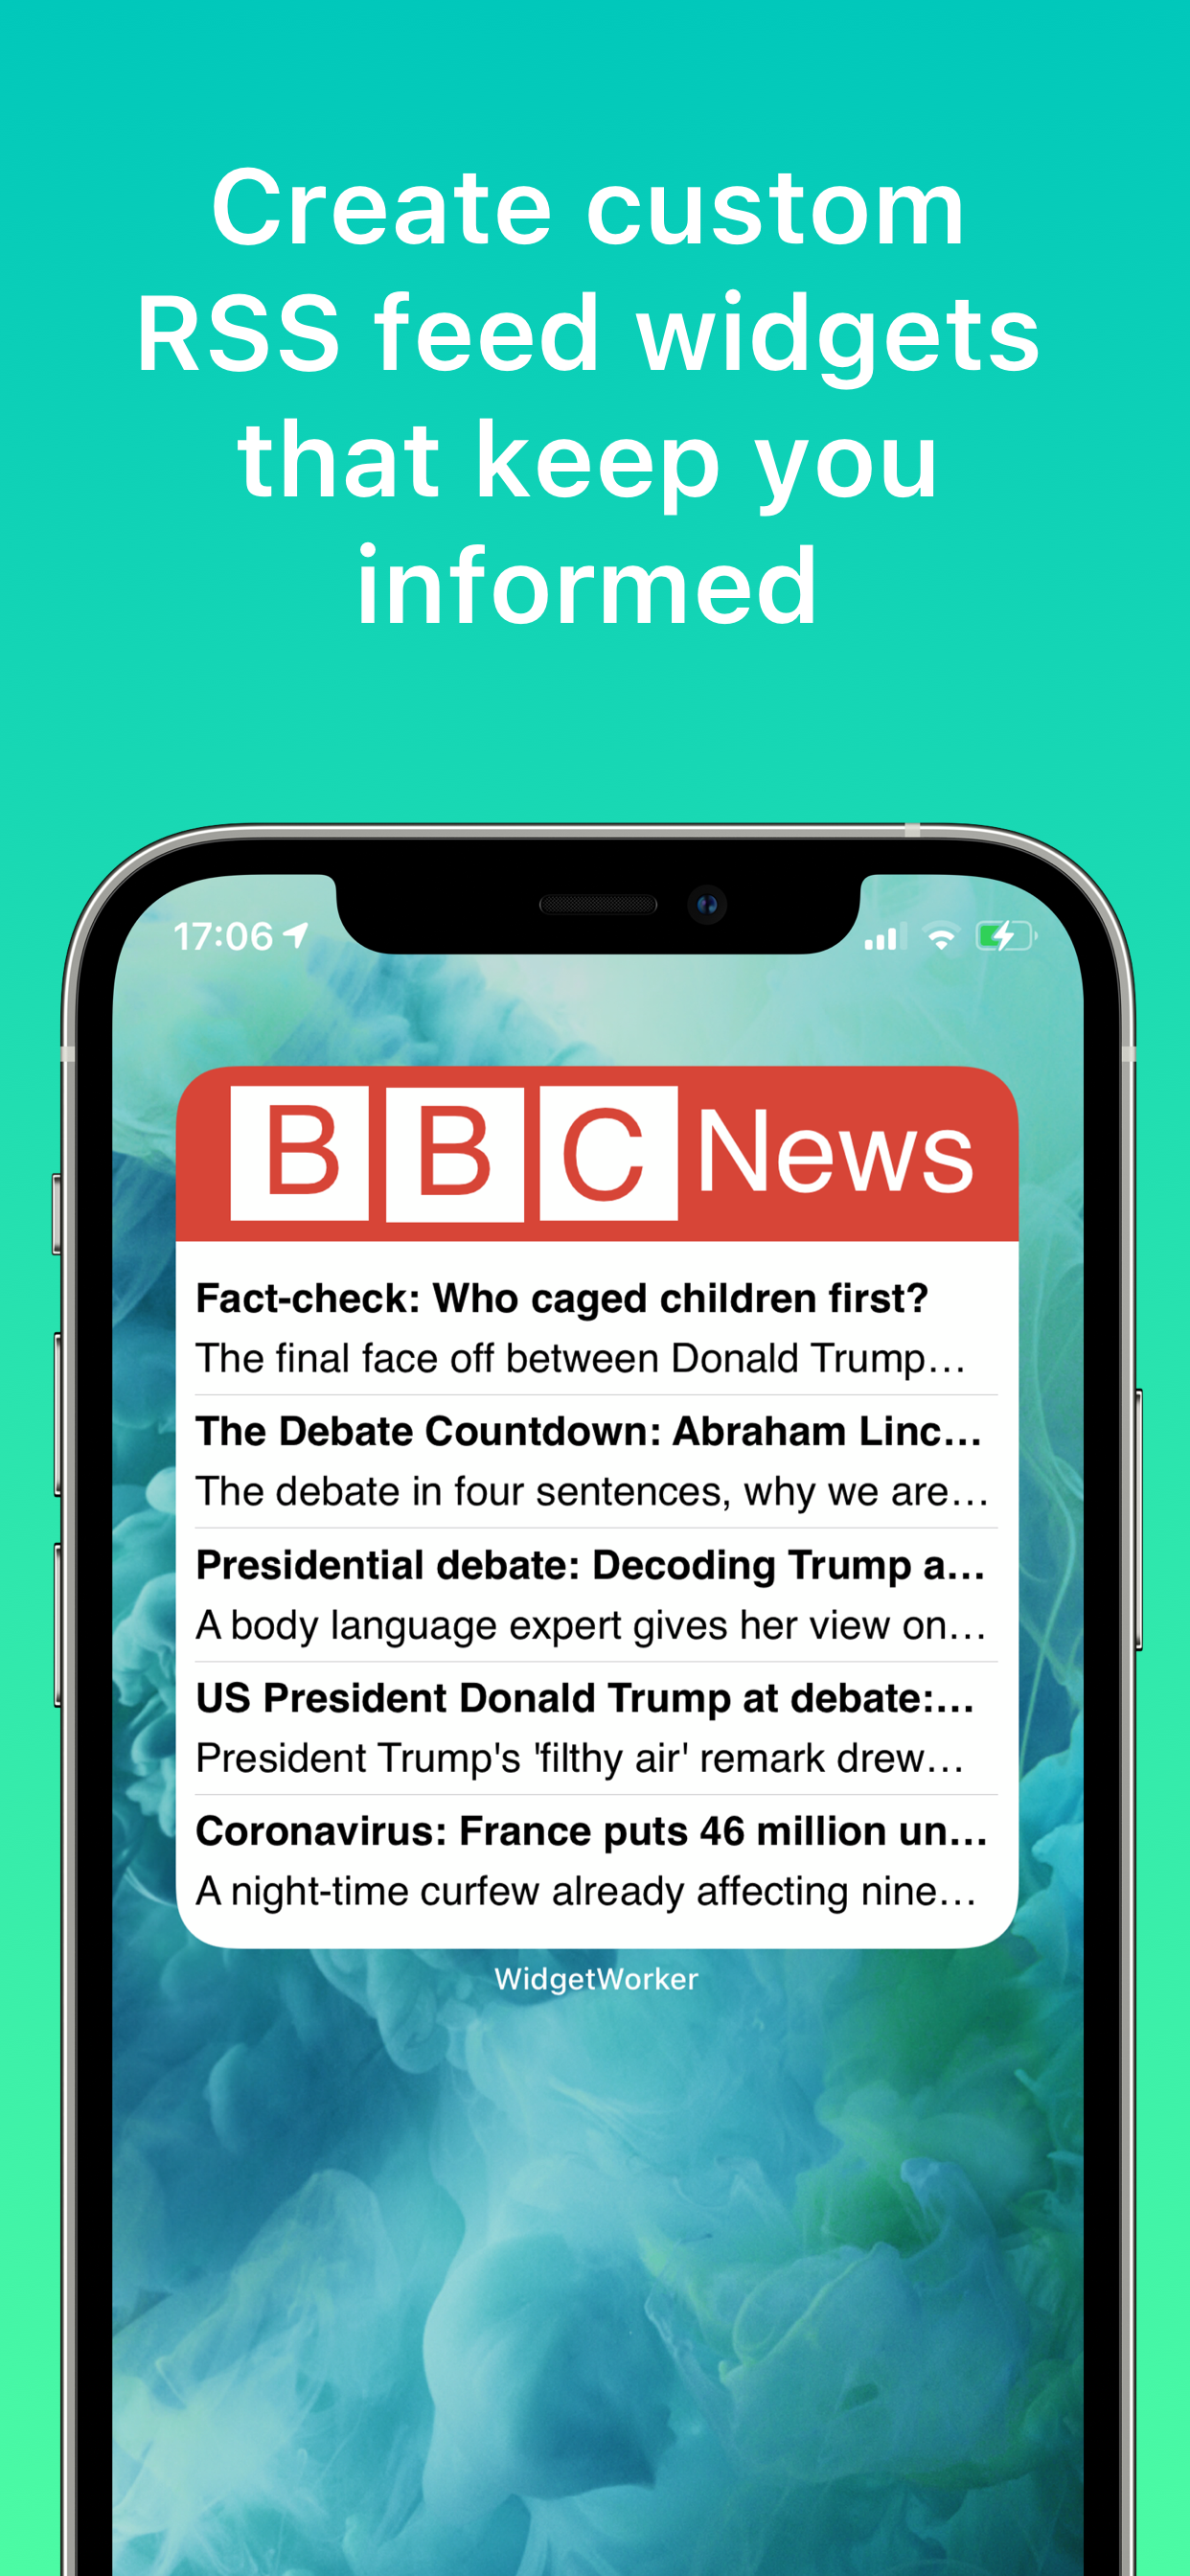 Create custom
RSS feed widgets
that keep you
informed
17:06
BBC News
Fact-check: Who caged children first?
The final face off between Donald Trump…
The Debate Countdown: Abraham Linc…
The debate in four sentences, why we are…
Presidential debate: Decoding Trump a…
A body language expert gives her view on…
US President Donald Trump at debate:…
President Trump's 'filthy air' remark drew…
Coronavirus: France puts 46 million un…
A night-time curfew already affecting nine…
WidgetWorker